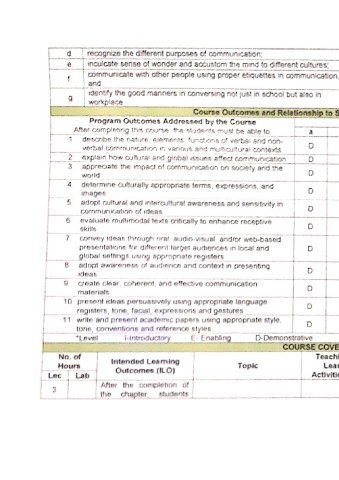 d recognize the different purposes of communication;
e inculcate sense of wonder and accustom the mind to different cultures;
f communicate with other people using proper etiquettes in communication,
and
g identify the good manners in conversing not just in school but also in
workplace
Course Outcomes and Relationship to S
Program Outcomes Addressed by the Course
After completing this course, the students must be able to a
1 describe the nature, elements, functions of verbal and non-
verbal communication in various and multicultural contexts D
2 explain how cultural and global issues affect communication D
3 appreciate the impact of communication on society and the
world D
4 determine culturally appropriate terms, expressions, and
images D
5 adopt cultural and intercultural awareness and sensitivity in
communication of ideas D
6 evaluate multimodal texts critically to enhance receptive
skills D
7 convey ideas through oral, audio-visual, and/or web-based
presentations for different target audiences in local and
global settings using appropriate registers D
8 adopt awareness of audience and context in presenting
ideas D
9 create clear, coherent, and effective communication
materials D
10 present ideas persuasively using appropriate language
registers, tone, facial, expressions and gestures D
11 write and present academic papers using appropriate style,
tone, conventions and reference styles D
*Level I-Introductory E- Enabling D-Demonstrative
COURSE COVE
No. of Hours
Lec Lab
Intended Learning
Outcomes (ILO)
Topic
Teachi
Lear
Activiti
3 After the completion of
the chapter, students